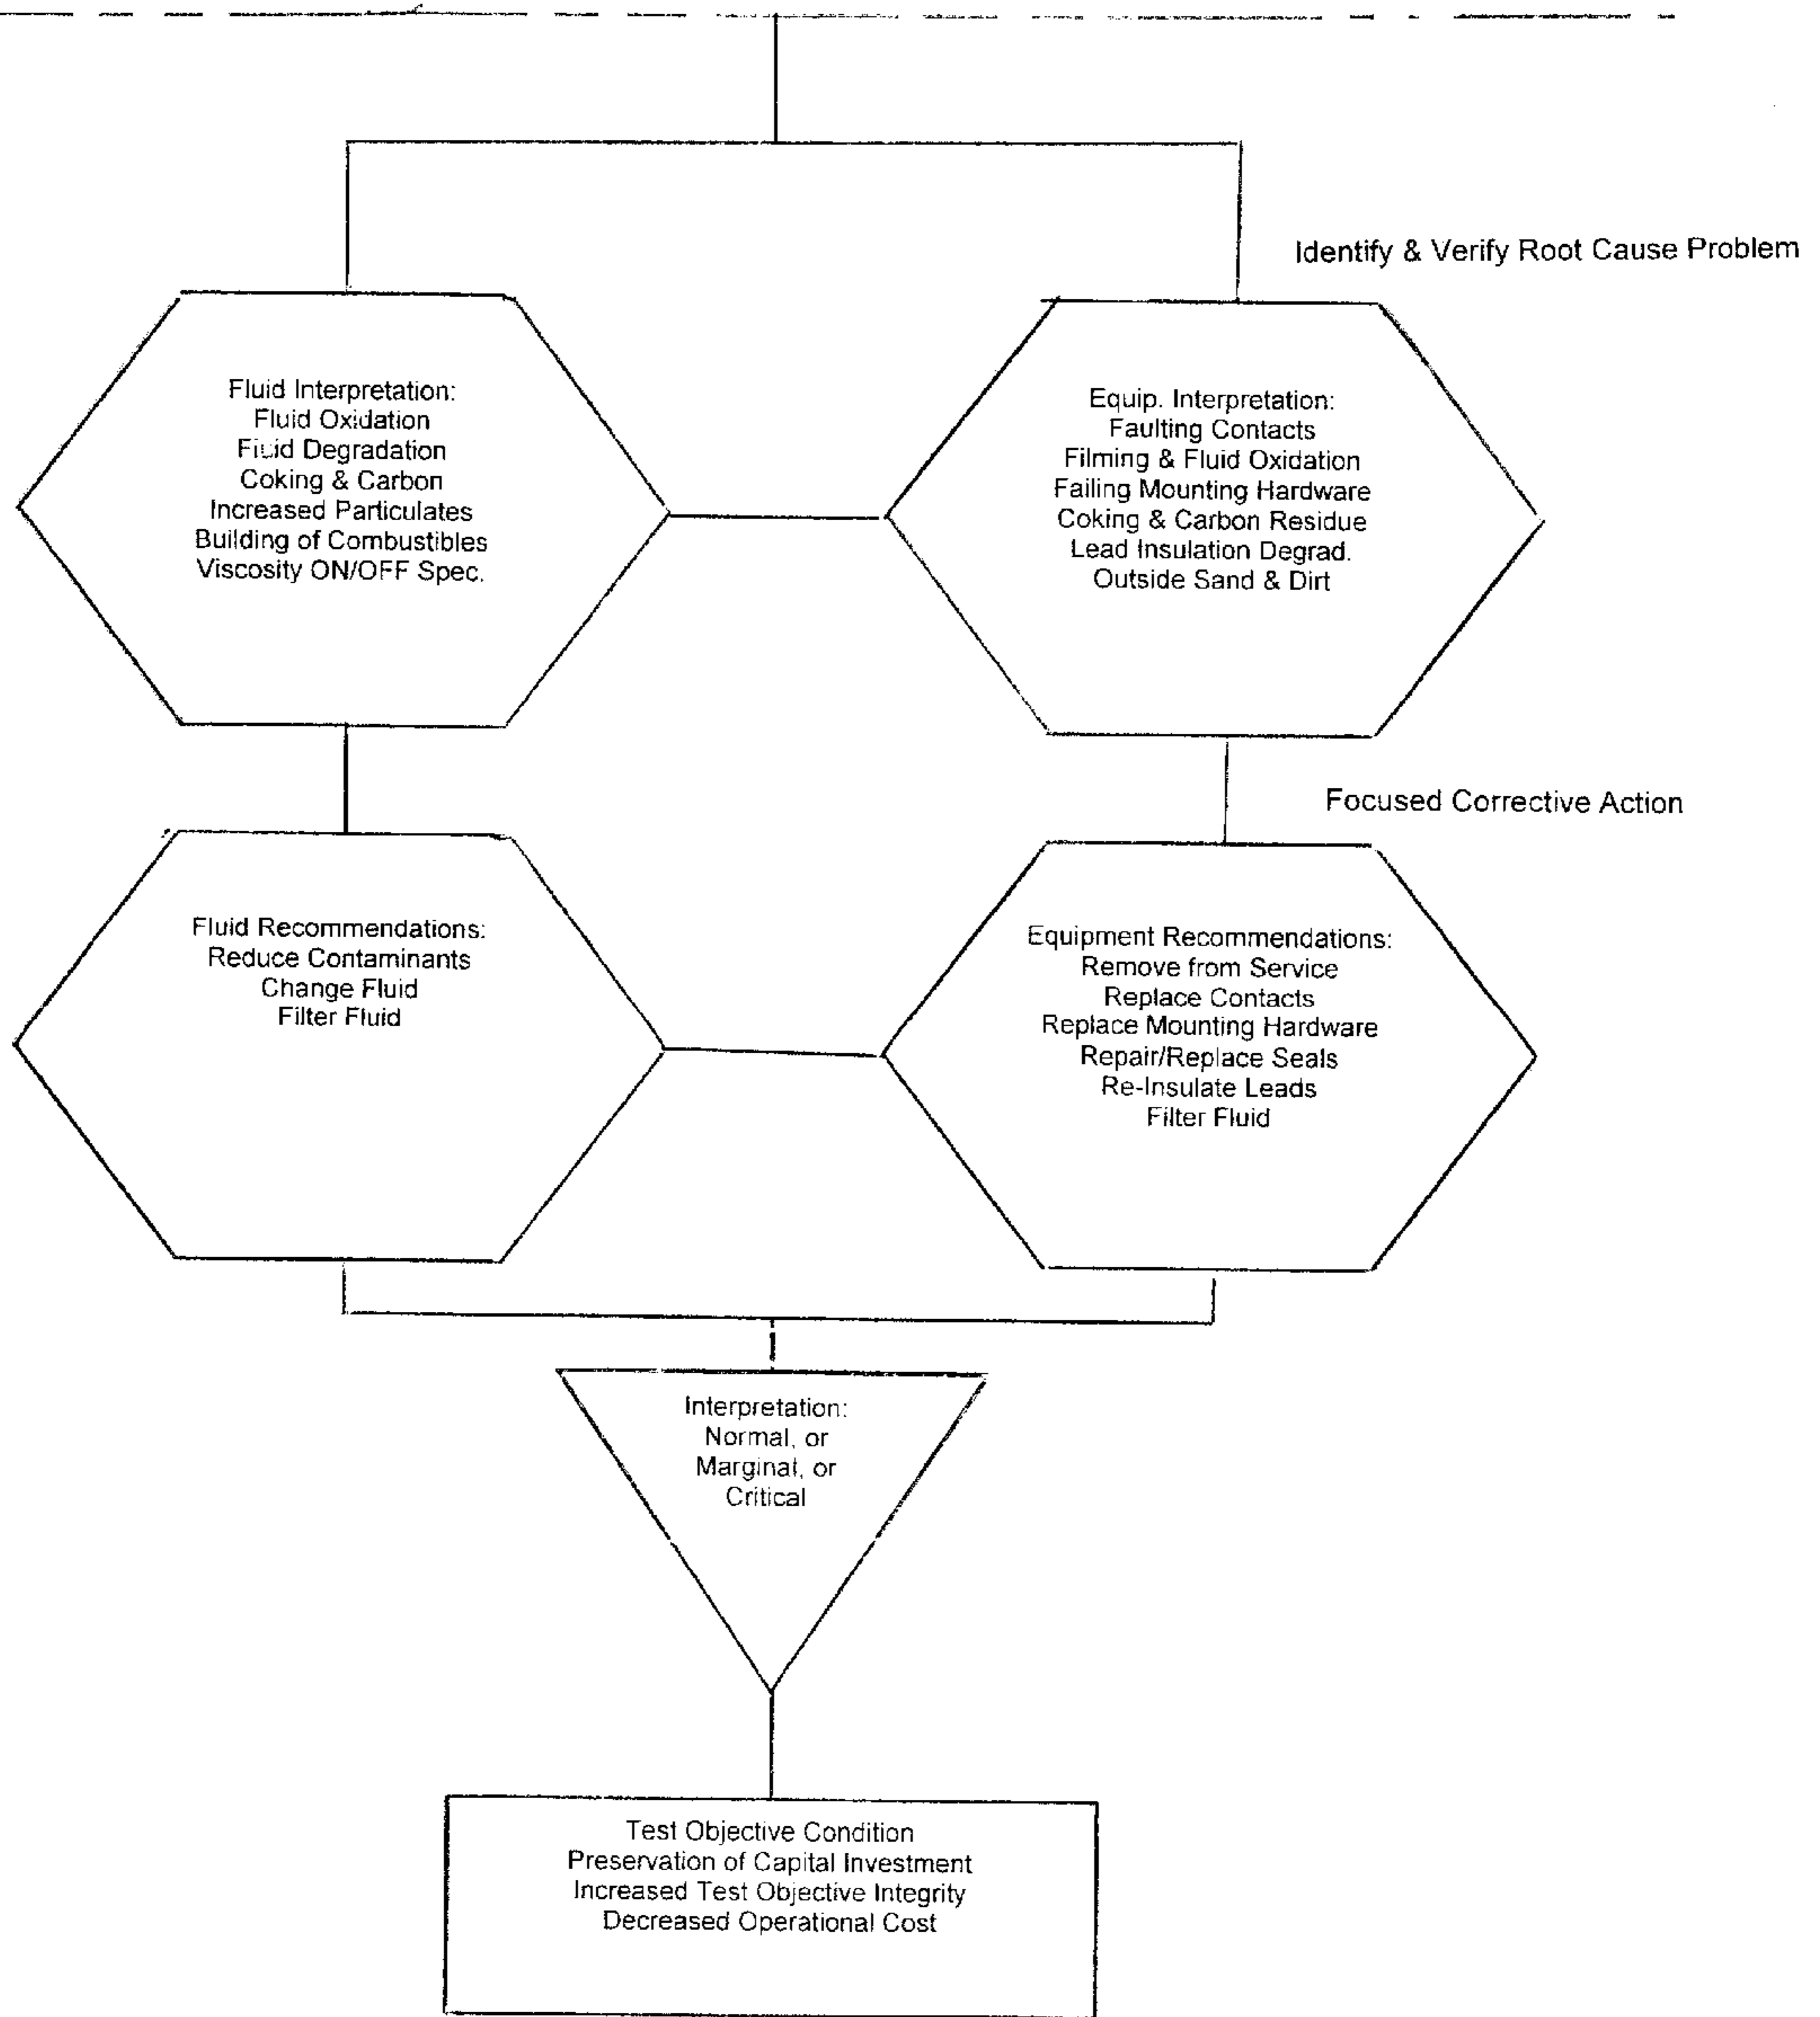 Identify & Verify Root Cause Problem
Fluid Interpretation:
Fluid Oxidation
Fluid Degradation
Coking & Carbon
Increased Particulates
Building of Combustibles
Viscosity ON/OFF Spec.
Equip. Interpretation:
Faulting Contacts
Filming & Fluid Oxidation
Failing Mounting Hardware
Coking & Carbon Residue
Lead Insulation Degrad.
Outside Sand & Dirt
Focused Corrective Action
Fluid Recommendations:
Reduce Contaminants
Change Fluid
Filter Fluid
Equipment Recommendations:
Remove from Service
Replace Contacts
Replace Mounting Hardware
Repair/Replace Seals
Re-Insulate Leads
Filter Fluid
Interpretation:
Normal, or
Marginal, or
Critical
Test Objective Condition
Preservation of Capital Investment
Increased Test Objective Integrity
Decreased Operational Cost